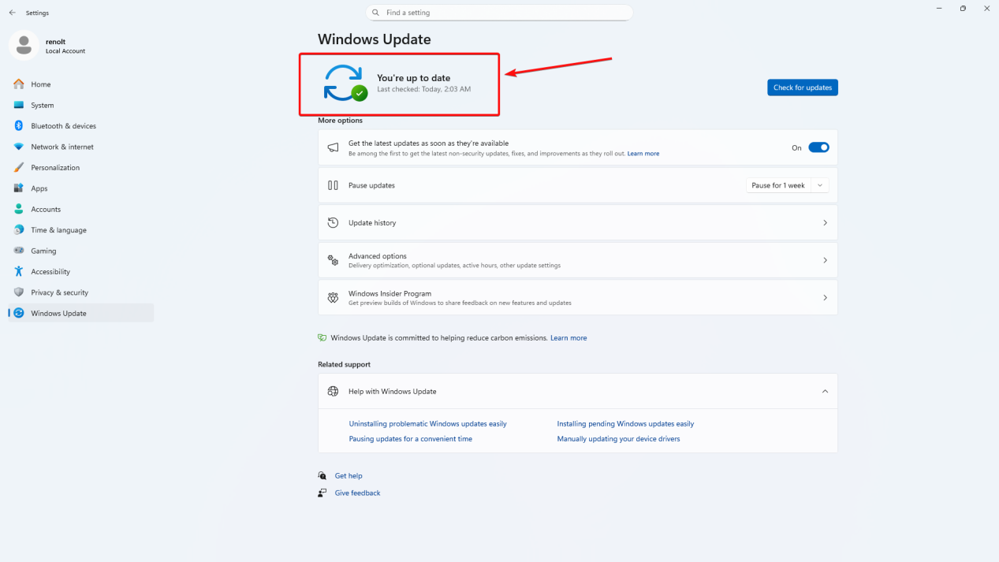 Settings
Find a setting
renolt
Local Account
Home
System
Bluetooth & devices
Network & internet
Personalization
Apps
Accounts
Time & language
Gaming
Accessibility
Privacy & security
Windows Update
Windows Update
You're up to date
Last checked: Today, 2:03 AM
Check for updates
More options
Get the latest updates as soon as they're available
Be among the first to get the latest non-security updates, fixes, and improvements as they roll out. Learn more
On
Pause updates
Pause for 1 week
Update history
Advanced options
Delivery optimization, optional updates, active hours, other update settings
Windows Insider Program
Get preview builds of Windows to share feedback on new features and updates
Windows Update is committed to helping reduce carbon emissions. Learn more
Related support
Help with Windows Update
Uninstalling problematic Windows updates easily
Installing pending Windows updates easily
Pausing updates for a convenient time
Manually updating your device drivers
Get help
Give feedback